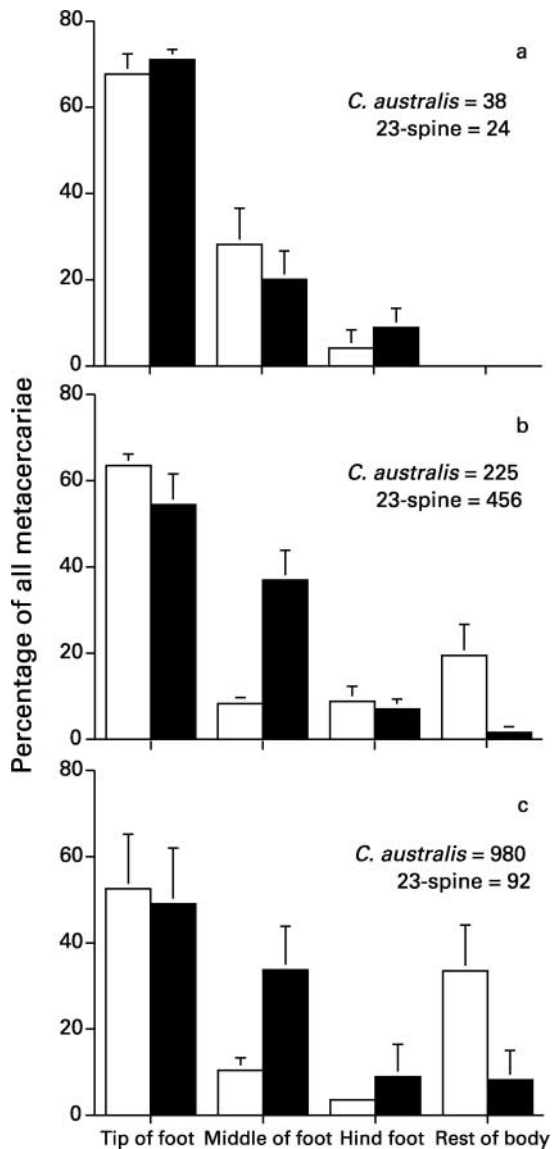 Percentage of all metacercariae
80
60
40
20
0
a
C. australis = 38
23-spine = 24
80
60
40
20
0
b
C. australis = 225
23-spine = 456
80
60
40
20
0
c
C. australis = 980
23-spine = 92
Tip of foot Middle of foot Hind foot Rest of body